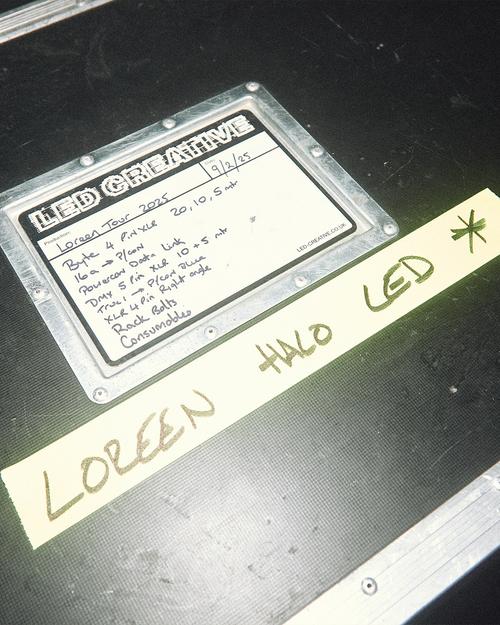 LED CREATIVE
Production:
Date:
9/2/25
Loreen Tour 2025
Byte 4 Pin XLR 20, 10, 5 mtr
16a → P/con
Powercon Data Link
DMX 5 Pin XLR 10 + 5 mtr
Truc1 → P/con Blue
XLR 4 Pin Right angle
Rack Bolts
Consumables
LED-CREATIVE.CO.UK
LOREEN HALO LED *